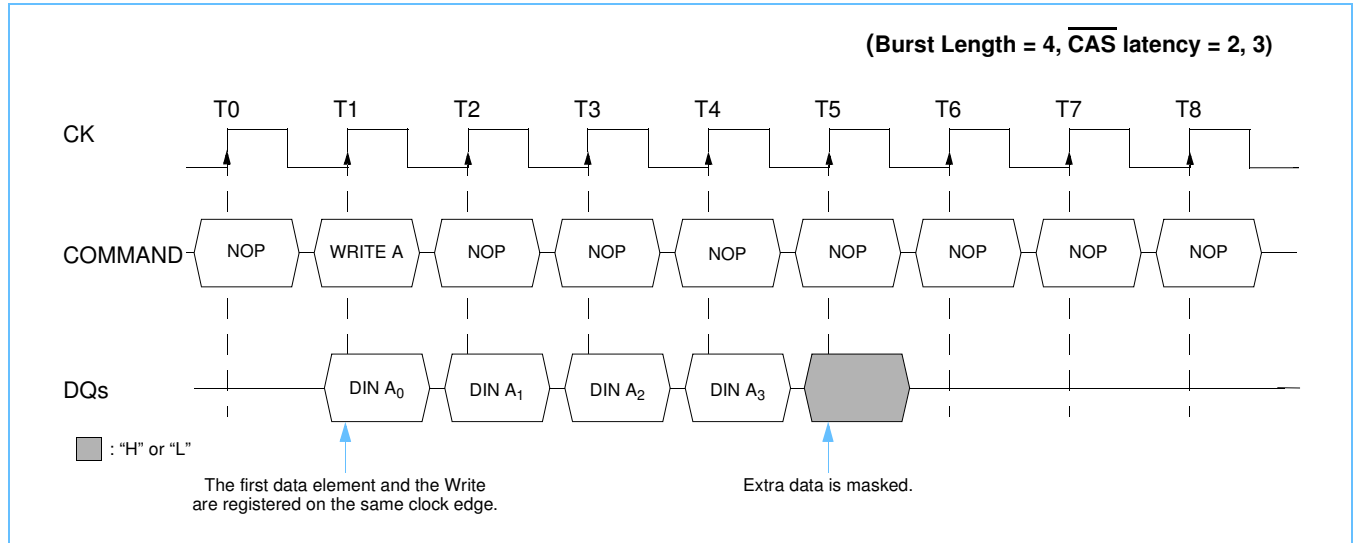 (Burst Length = 4, CAS latency = 2, 3)
T0 T1 T2 T3 T4 T5 T6 T7 T8
CK
COMMAND NOP WRITE A NOP NOP NOP NOP NOP NOP NOP
DQs DIN A0 DIN A1 DIN A2 DIN A3
: “H” or “L”
The first data element and the Write
are registered on the same clock edge.
Extra data is masked.